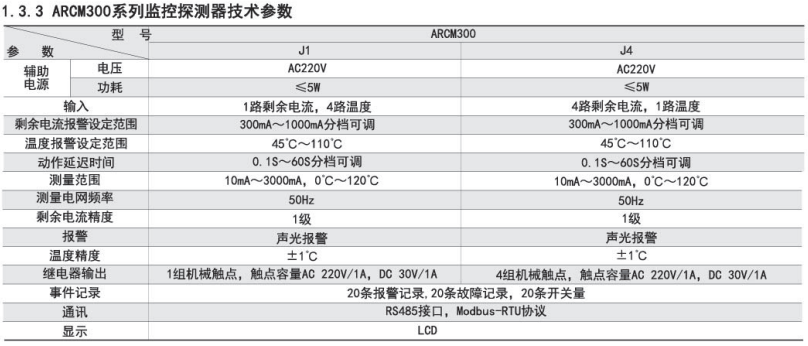 1.3.3 ARCM300系列监控探测器技术参数
型 号 ARCM300
参 数 J1 J4
辅助电源 电压 AC220V AC220V
功耗 ≤5W ≤5W
输入 1路剩余电流，4路温度 4路剩余电流，1路温度
剩余电流报警设定范围 300mA～1000mA分档可调 300mA～1000mA分档可调
温度报警设定范围 45℃～110℃ 45℃～110℃
动作延迟时间 0.1S～60S分档可调 0.1S～60S分档可调
测量范围 10mA～3000mA，0℃～120℃ 10mA～3000mA，0℃～120℃
测量电网频率 50Hz 50Hz
剩余电流精度 1级 1级
报警 声光报警 声光报警
温度精度 ±1℃ ±1℃
继电器输出 1组机械触点，触点容量AC 220V/1A，DC 30V/1A 4组机械触点，触点容量AC 220V/1A，DC 30V/1A
事件记录 20条报警记录,20条故障记录，20条开关量
通讯 RS485接口，Modbus-RTU协议
显示 LCD